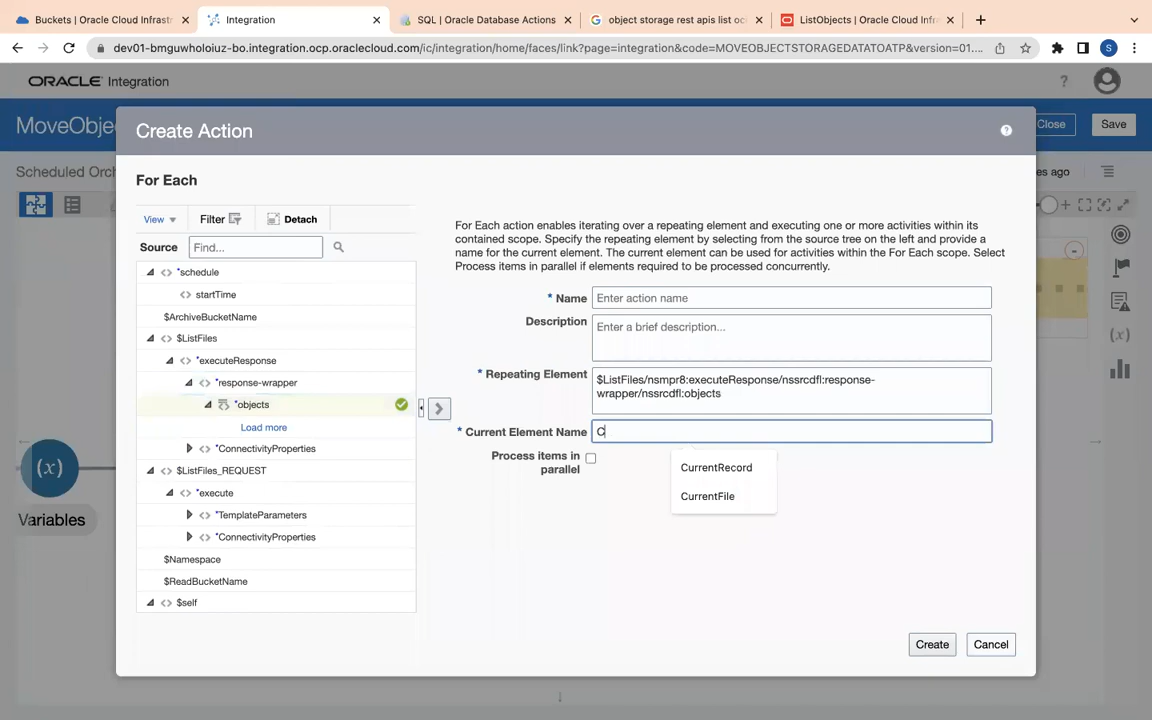 Buckets | Oracle Cloud Infrast
Integration
SQL | Oracle Database Actions
object storage rest apis list oci
ListObjects | Oracle Cloud Infra
dev01-bmguwholoiuz-bo.integration.ocp.oraclecloud.com/ic/integration/home/faces/link?page=integration&code=MOVEOBJECTSTORAGEDATATOATP&version=01....
S
ORACLE Integration
?
MoveObje
Close
Save
Create Action
?
Scheduled Orch
es ago
For Each
View
Filter
Detach
Source
Find...
For Each action enables iterating over a repeating element and executing one or more activities within its
contained scope. Specify the repeating element by selecting from the source tree on the left and provide a
name for the current element. The current element can be used for activities within the For Each scope. Select
Process items in parallel if elements required to be processed concurrently.
*schedule
startTime
$ArchiveBucketName
$ListFiles
*executeResponse
*response-wrapper
*objects
Load more
*ConnectivityProperties
$ListFiles_REQUEST
*execute
*TemplateParameters
*ConnectivityProperties
$Namespace
$ReadBucketName
$self
* Name
Enter action name
Description
Enter a brief description...
* Repeating Element
$ListFiles/nsmpr8:executeResponse/nssrcdfl:response-
wrapper/nssrcdfl:objects
* Current Element Name
C
Process items in
parallel
CurrentRecord
CurrentFile
(x)
Variables
(x)
Create
Cancel